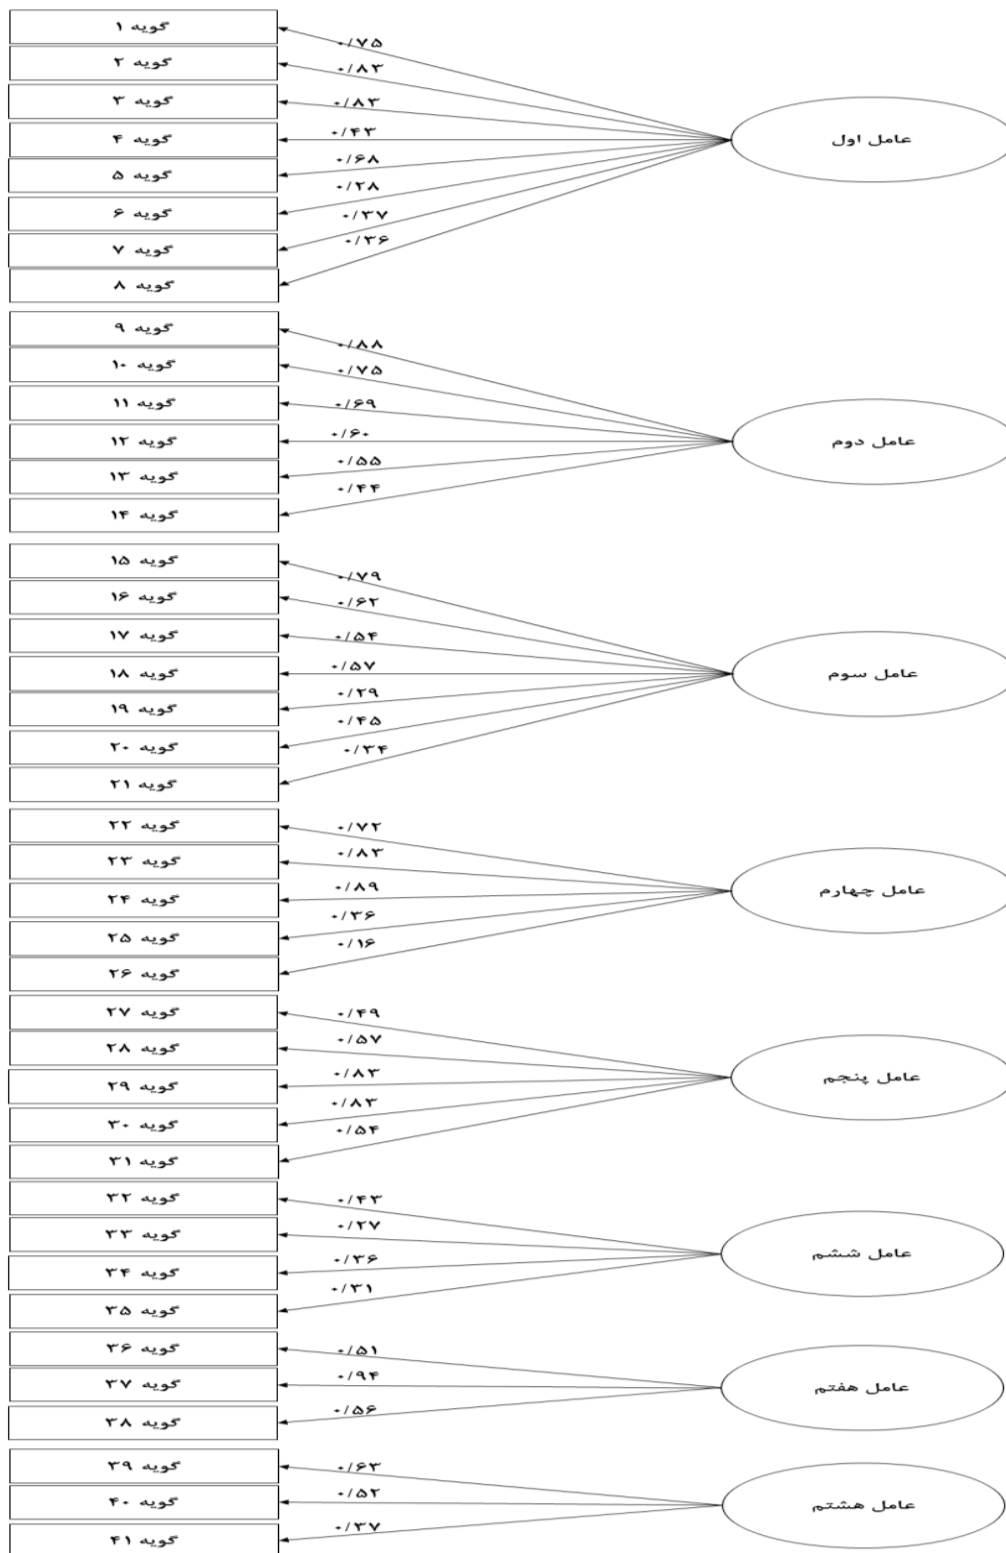 گویه ۱
۰/۷۵
گویه ۲
۰/۸۳
گویه ۳
۰/۸۳
گویه ۴
۰/۴۳
عامل اول
گویه ۵
۰/۶۸
گویه ۶
۰/۲۸
گویه ۷
۰/۳۷
گویه ۸
۰/۳۶
گویه ۹
۰/۸۸
گویه ۱۰
۰/۷۵
گویه ۱۱
۰/۶۹
گویه ۱۲
۰/۶۰
عامل دوم
گویه ۱۳
۰/۵۵
گویه ۱۴
۰/۴۴
گویه ۱۵
۰/۷۹
گویه ۱۶
۰/۶۲
گویه ۱۷
۰/۵۴
گویه ۱۸
۰/۵۷
عامل سوم
گویه ۱۹
۰/۲۹
گویه ۲۰
۰/۴۵
گویه ۲۱
۰/۳۴
گویه ۲۲
۰/۷۲
گویه ۲۳
۰/۸۳
گویه ۲۴
۰/۸۹
عامل چهارم
گویه ۲۵
۰/۳۶
گویه ۲۶
۰/۱۶
گویه ۲۷
۰/۴۹
گویه ۲۸
۰/۵۷
گویه ۲۹
۰/۸۳
عامل پنجم
گویه ۳۰
۰/۸۳
گویه ۳۱
۰/۵۴
گویه ۳۲
۰/۴۳
گویه ۳۳
۰/۲۷
عامل ششم
گویه ۳۴
۰/۳۶
گویه ۳۵
۰/۳۱
گویه ۳۶
۰/۵۱
گویه ۳۷
۰/۹۴
عامل هفتم
گویه ۳۸
۰/۵۶
گویه ۳۹
۰/۶۳
گویه ۴۰
۰/۵۲
عامل هشتم
گویه ۴۱
۰/۳۷